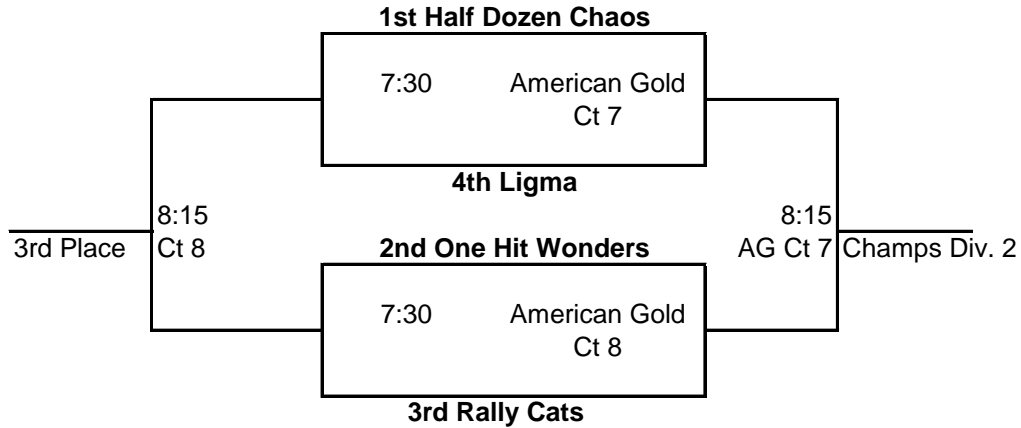 1st Half Dozen Chaos
7:30 American Gold
Ct 7
4th Ligma
8:15
3rd Place Ct 8
8:15
AG Ct 7 Champs Div. 2
2nd One Hit Wonders
7:30 American Gold
Ct 8
3rd Rally Cats